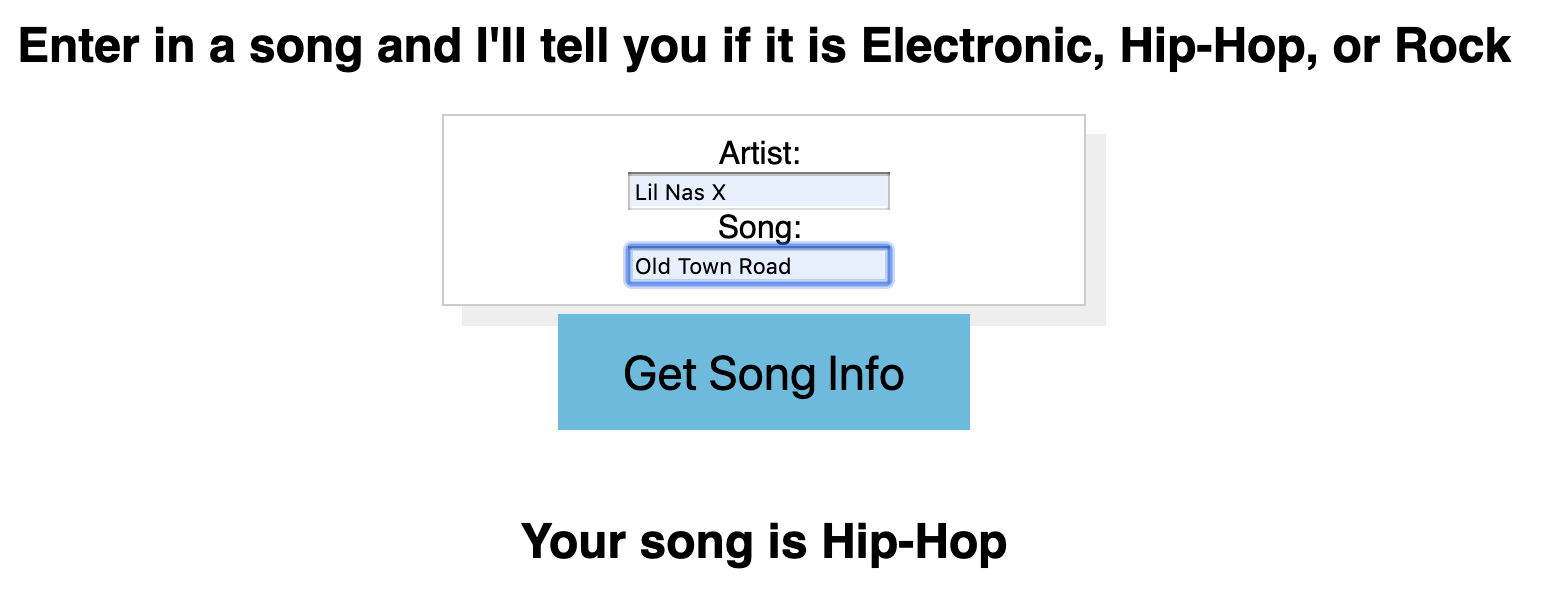 Enter in a song and I'll tell you if it is Electronic, Hip-Hop, or Rock
Artist:
Lil Nas X
Song:
Old Town Road
Get Song Info
Your song is Hip-Hop